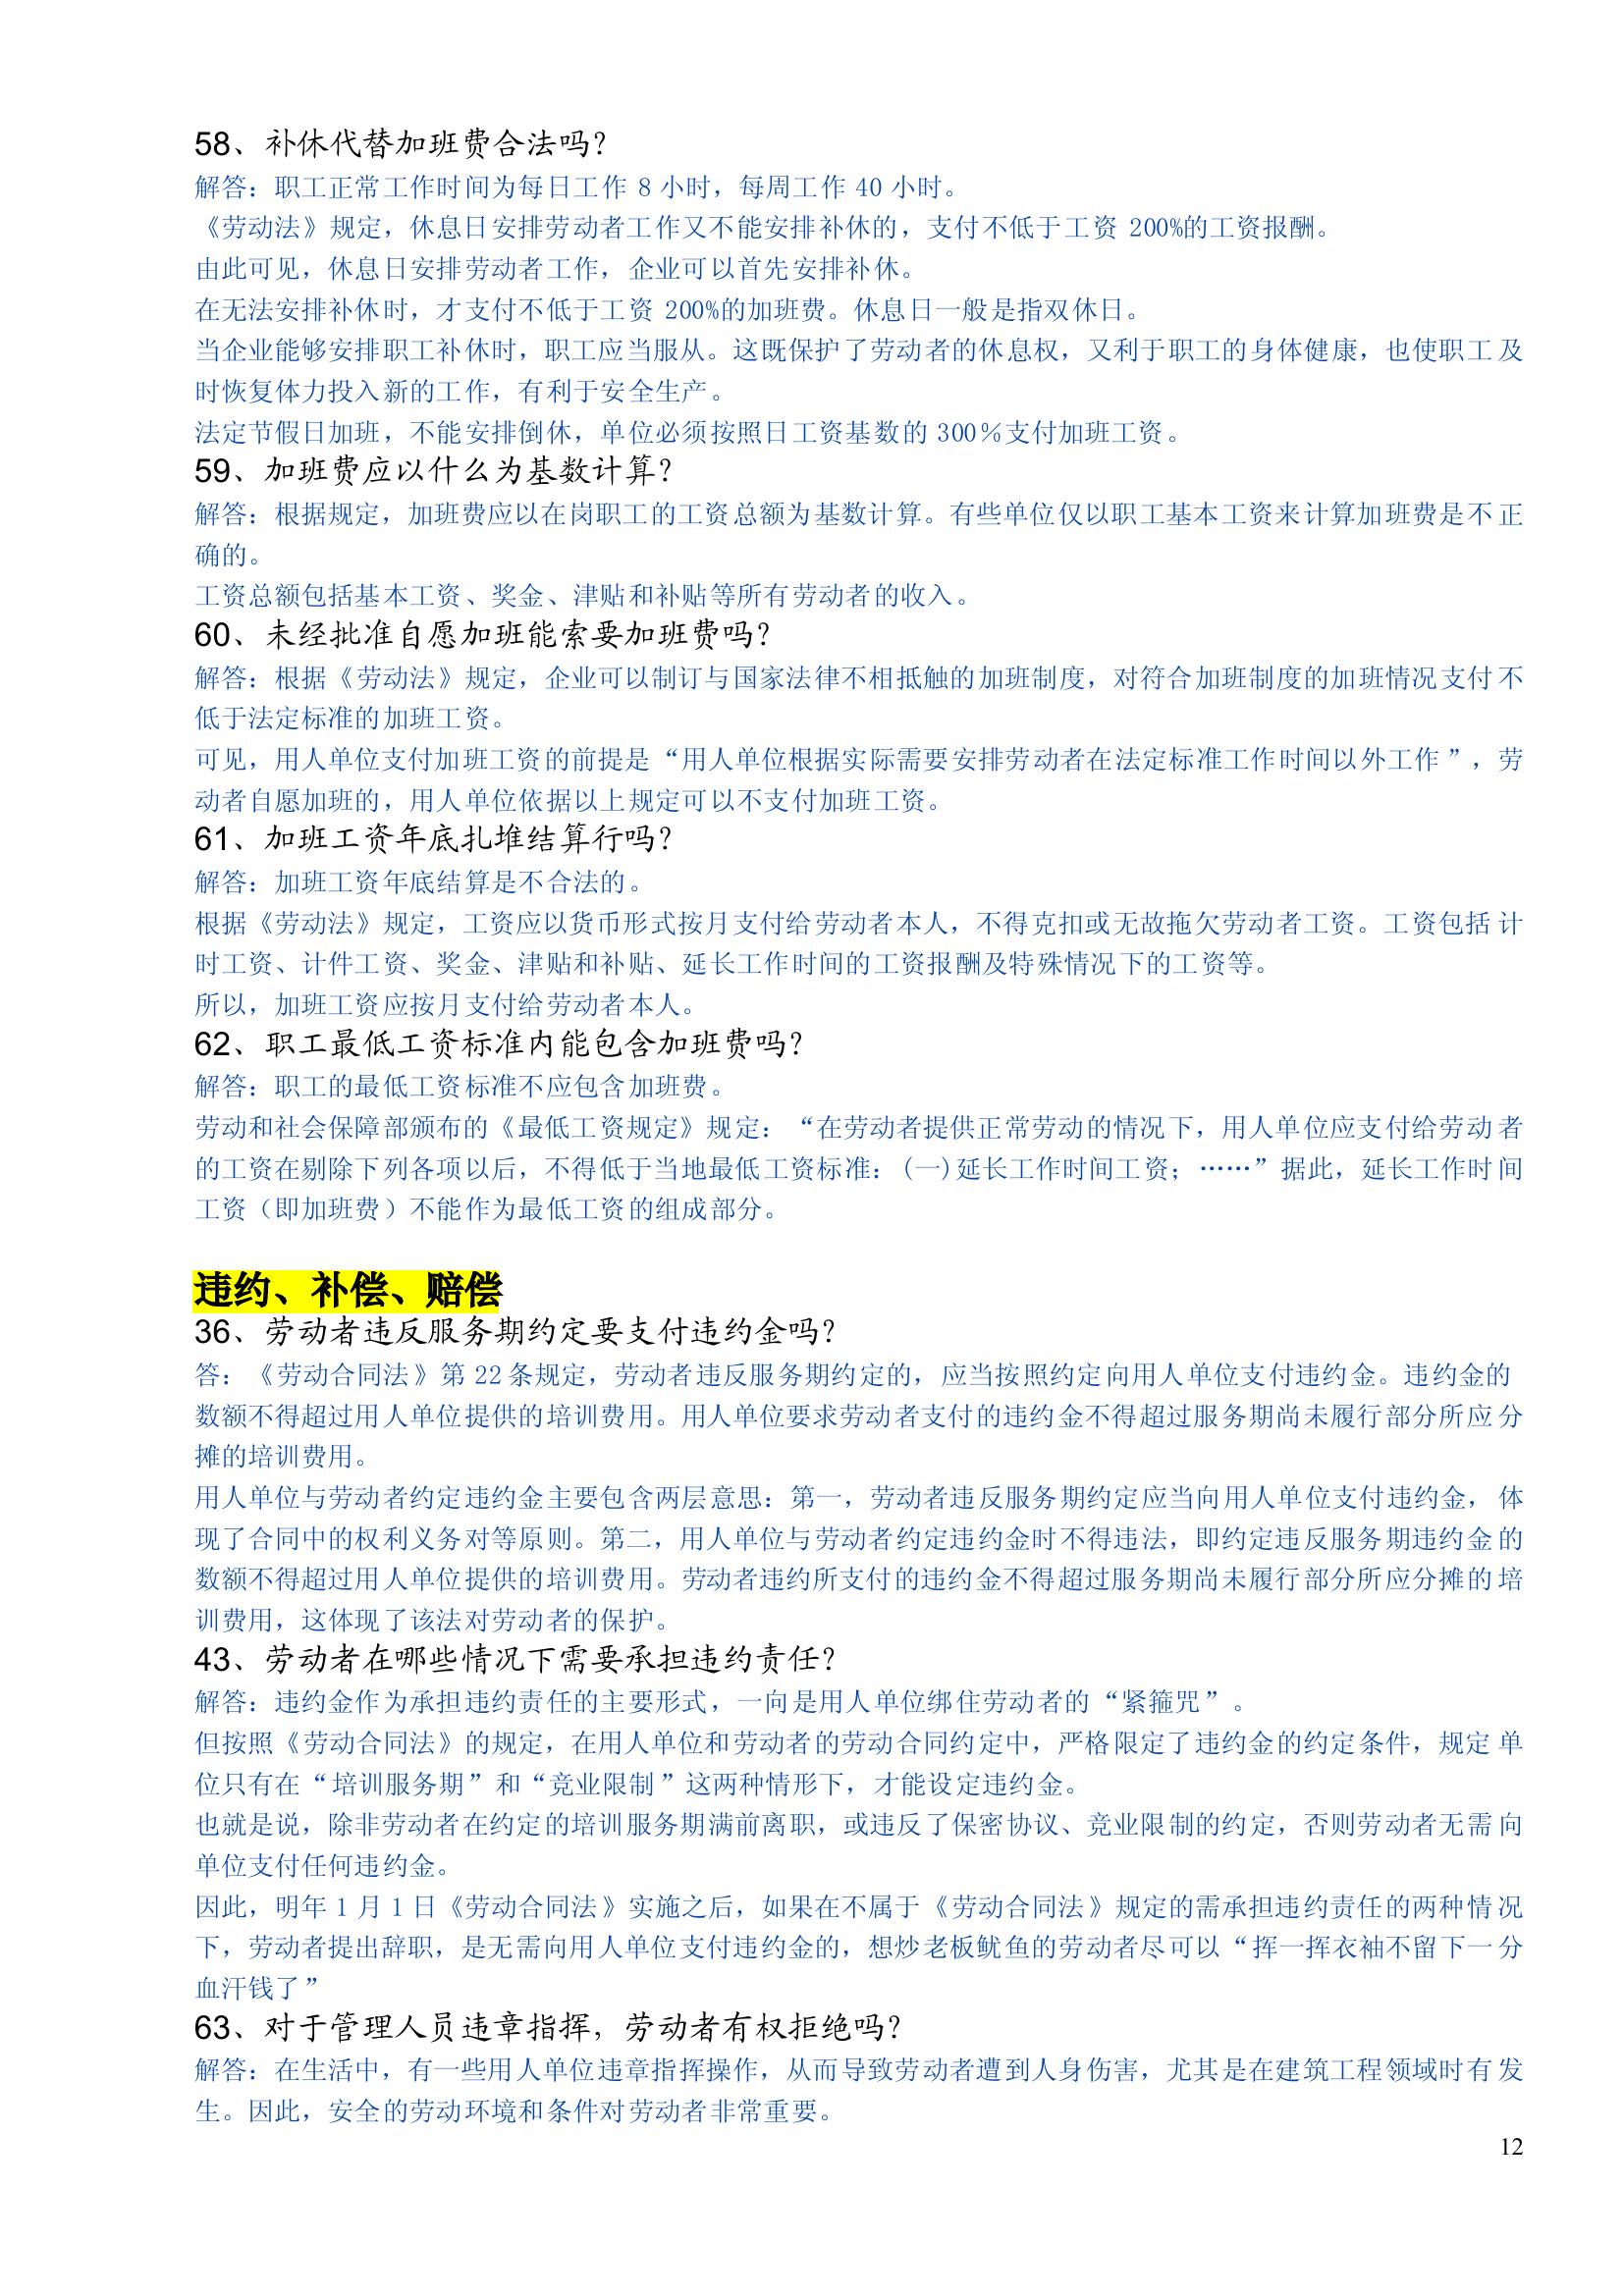 58、补休代替加班费合法吗？
解答：职工正常工作时间为每日工作 8 小时，每周工作 40 小时。
《劳动法》规定，休息日安排劳动者工作又不能安排补休的，支付不低于工资 200%的工资报酬。
由此可见，休息日安排劳动者工作，企业可以首先安排补休。
在无法安排补休时，才支付不低于工资 200%的加班费。休息日一般是指双休日。
当企业能够安排职工补休时，职工应当服从。这既保护了劳动者的休息权，又利于职工的身体健康，也使职工及
时恢复体力投入新的工作，有利于安全生产。
法定节假日加班，不能安排倒休，单位必须按照日工资基数的 300％支付加班工资。
59、加班费应以什么为基数计算？
解答：根据规定，加班费应以在岗职工的工资总额为基数计算。有些单位仅以职工基本工资来计算加班费是不正
确的。
工资总额包括基本工资、奖金、津贴和补贴等所有劳动者的收入。
60、未经批准自愿加班能索要加班费吗？
解答：根据《劳动法》规定，企业可以制订与国家法律不相抵触的加班制度，对符合加班制度的加班情况支付不
低于法定标准的加班工资。
可见，用人单位支付加班工资的前提是“用人单位根据实际需要安排劳动者在法定标准工作时间以外工作”，劳
动者自愿加班的，用人单位依据以上规定可以不支付加班工资。
61、加班工资年底扎堆结算行吗？
解答：加班工资年底结算是不合法的。
根据《劳动法》规定，工资应以货币形式按月支付给劳动者本人，不得克扣或无故拖欠劳动者工资。工资包括计
时工资、计件工资、奖金、津贴和补贴、延长工作时间的工资报酬及特殊情况下的工资等。
所以，加班工资应按月支付给劳动者本人。
62、职工最低工资标准内能包含加班费吗？
解答：职工的最低工资标准不应包含加班费。
劳动和社会保障部颁布的《最低工资规定》规定：“在劳动者提供正常劳动的情况下，用人单位应支付给劳动者
的工资在剔除下列各项以后，不得低于当地最低工资标准：(一)延长工作时间工资；……”据此，延长工作时间
工资（即加班费）不能作为最低工资的组成部分。
违约、补偿、赔偿
36、劳动者违反服务期约定要支付违约金吗？
答：《劳动合同法》第 22 条规定，劳动者违反服务期约定的，应当按照约定向用人单位支付违约金。违约金的
数额不得超过用人单位提供的培训费用。用人单位要求劳动者支付的违约金不得超过服务期尚未履行部分所应分
摊的培训费用。
用人单位与劳动者约定违约金主要包含两层意思：第一，劳动者违反服务期约定应当向用人单位支付违约金，体
现了合同中的权利义务对等原则。第二，用人单位与劳动者约定违约金时不得违法，即约定违反服务期违约金的
数额不得超过用人单位提供的培训费用。劳动者违约所支付的违约金不得超过服务期尚未履行部分所应分摊的培
训费用，这体现了该法对劳动者的保护。
43、劳动者在哪些情况下需要承担违约责任？
解答：违约金作为承担违约责任的主要形式，一向是用人单位绑住劳动者的“紧箍咒”。
但按照《劳动合同法》的规定，在用人单位和劳动者的劳动合同约定中，严格限定了违约金的约定条件，规定单
位只有在“培训服务期”和“竞业限制”这两种情形下，才能设定违约金。
也就是说，除非劳动者在约定的培训服务期满前离职，或违反了保密协议、竞业限制的约定，否则劳动者无需向
单位支付任何违约金。
因此，明年 1 月 1 日《劳动合同法》实施之后，如果在不属于《劳动合同法》规定的需承担违约责任的两种情况
下，劳动者提出辞职，是无需向用人单位支付违约金的，想炒老板鱿鱼的劳动者尽可以“挥一挥衣袖不留下一分
血汗钱了”
63、对于管理人员违章指挥，劳动者有权拒绝吗？
解答：在生活中，有一些用人单位违章指挥操作，从而导致劳动者遭到人身伤害，尤其是在建筑工程领域时有发
生。因此，安全的劳动环境和条件对劳动者非常重要。
12